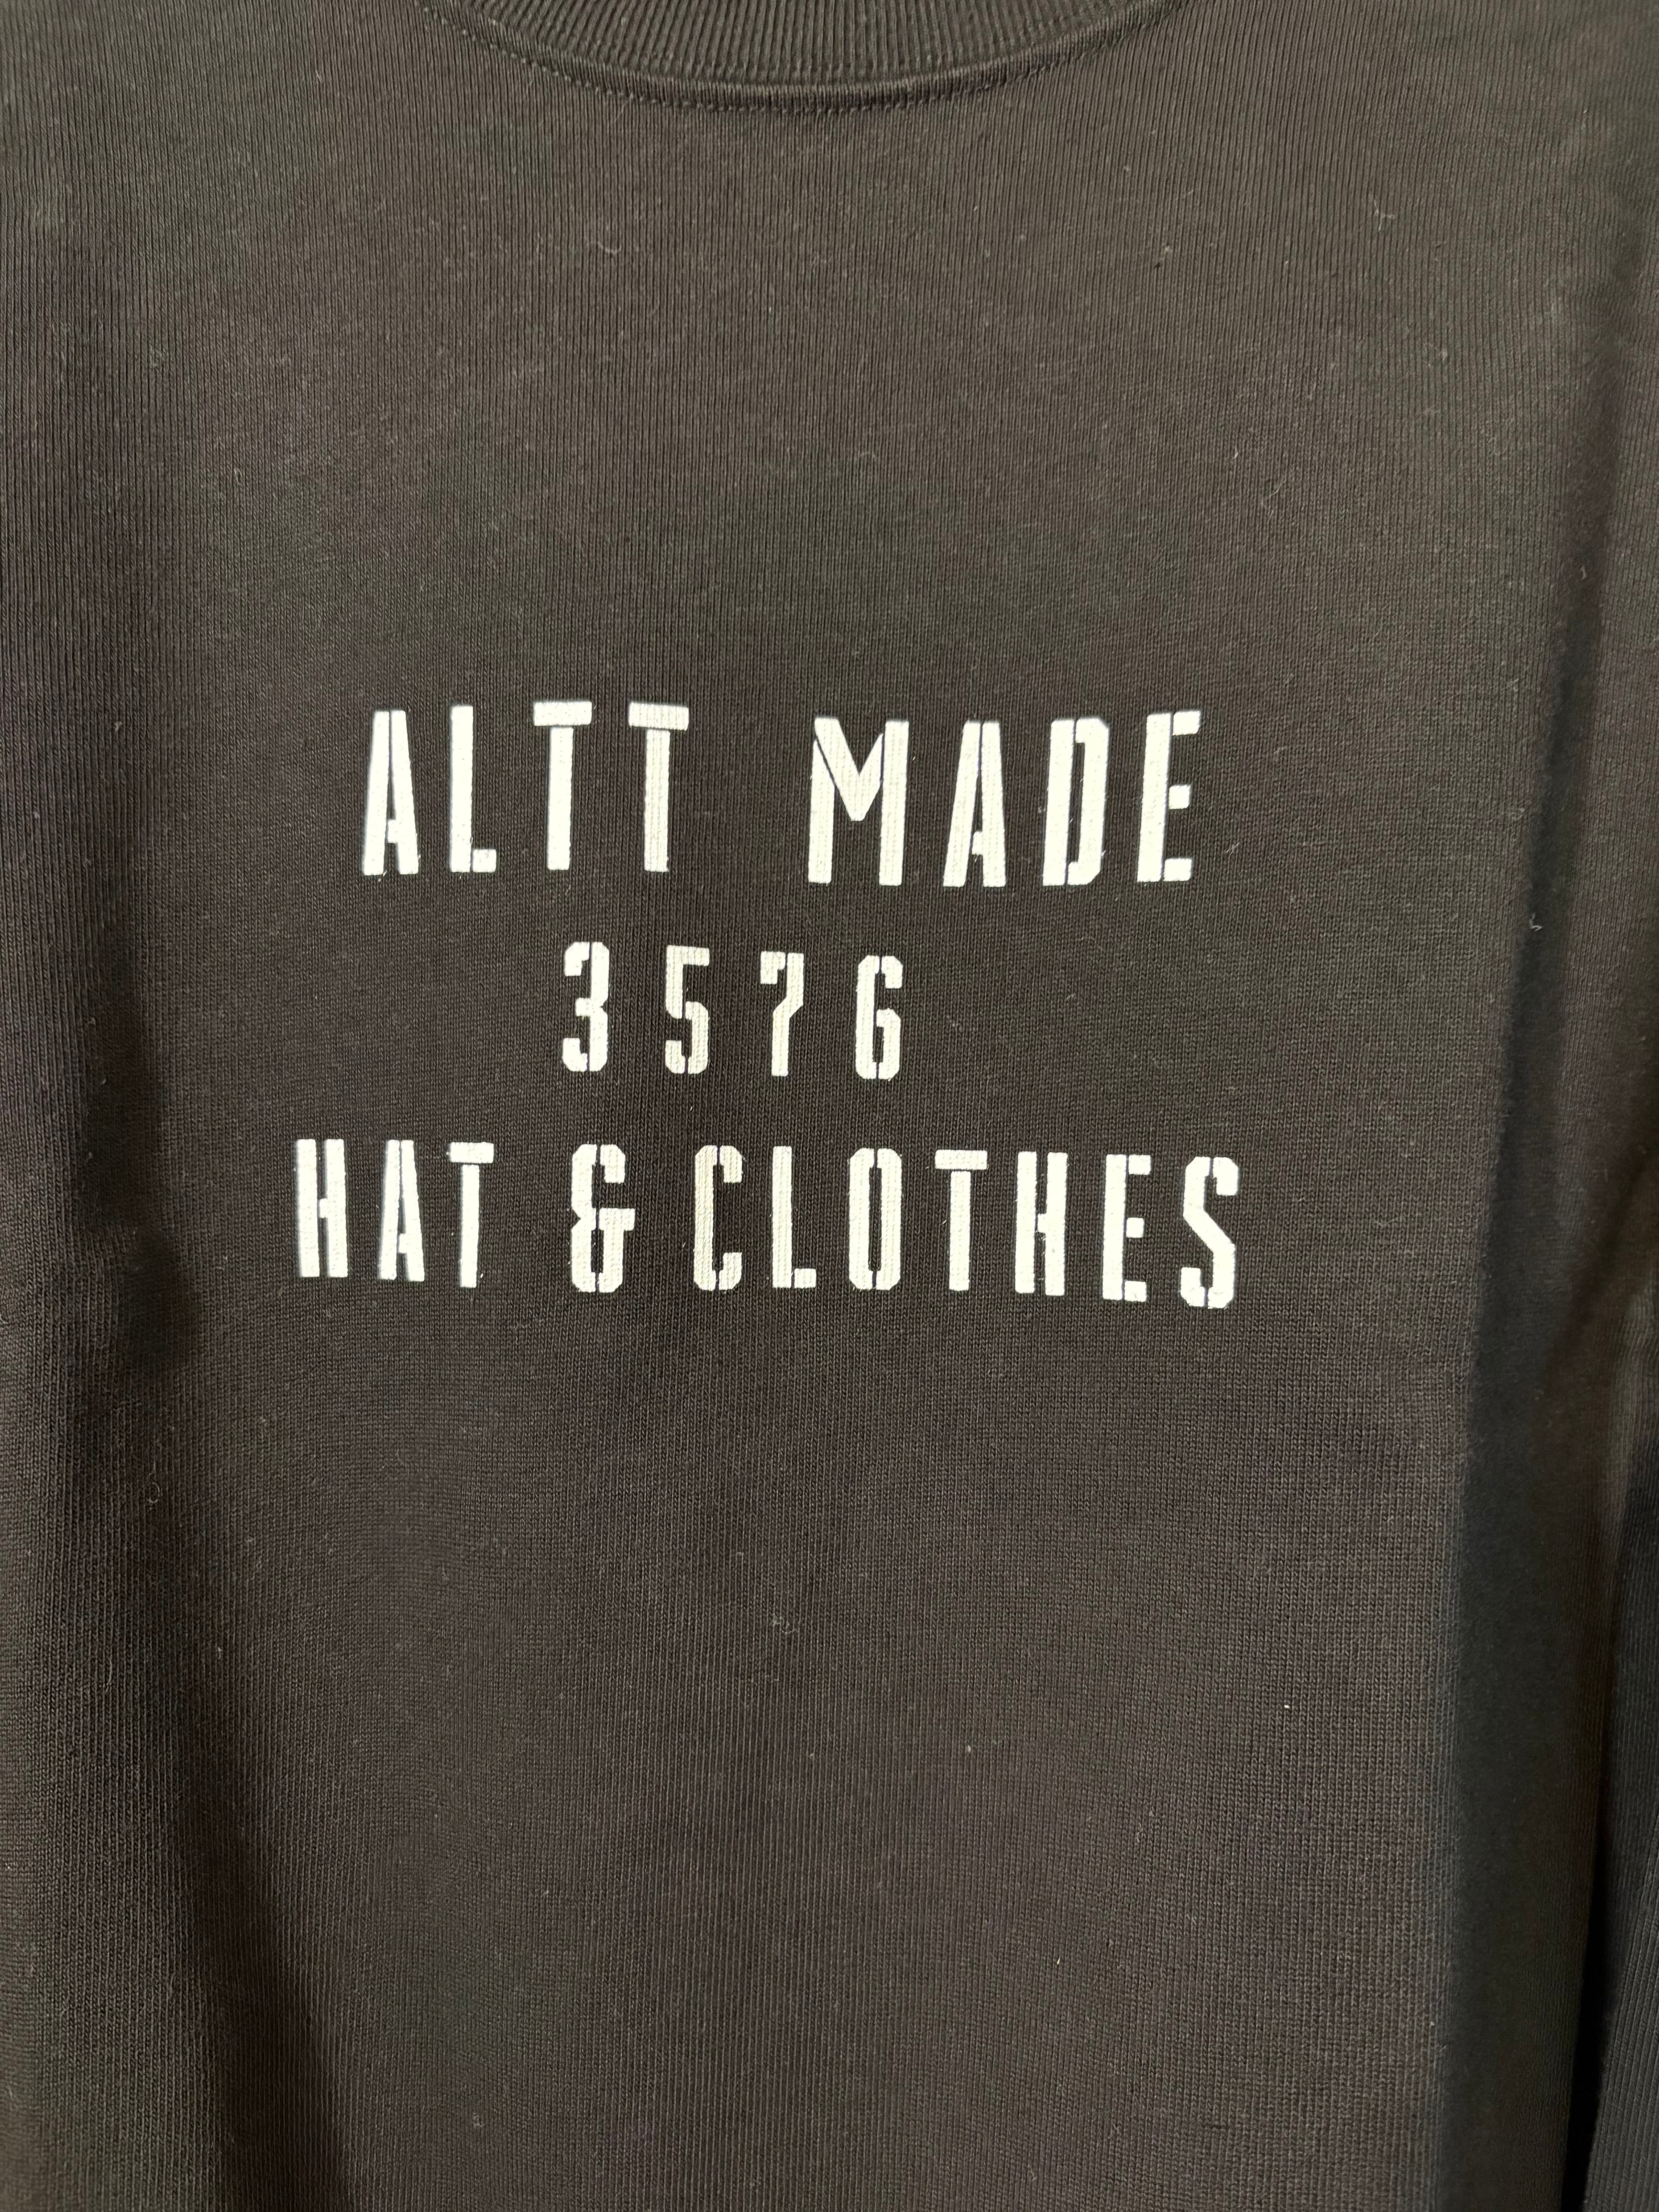 ALTT MADE
3576
HAT & CLOTHES